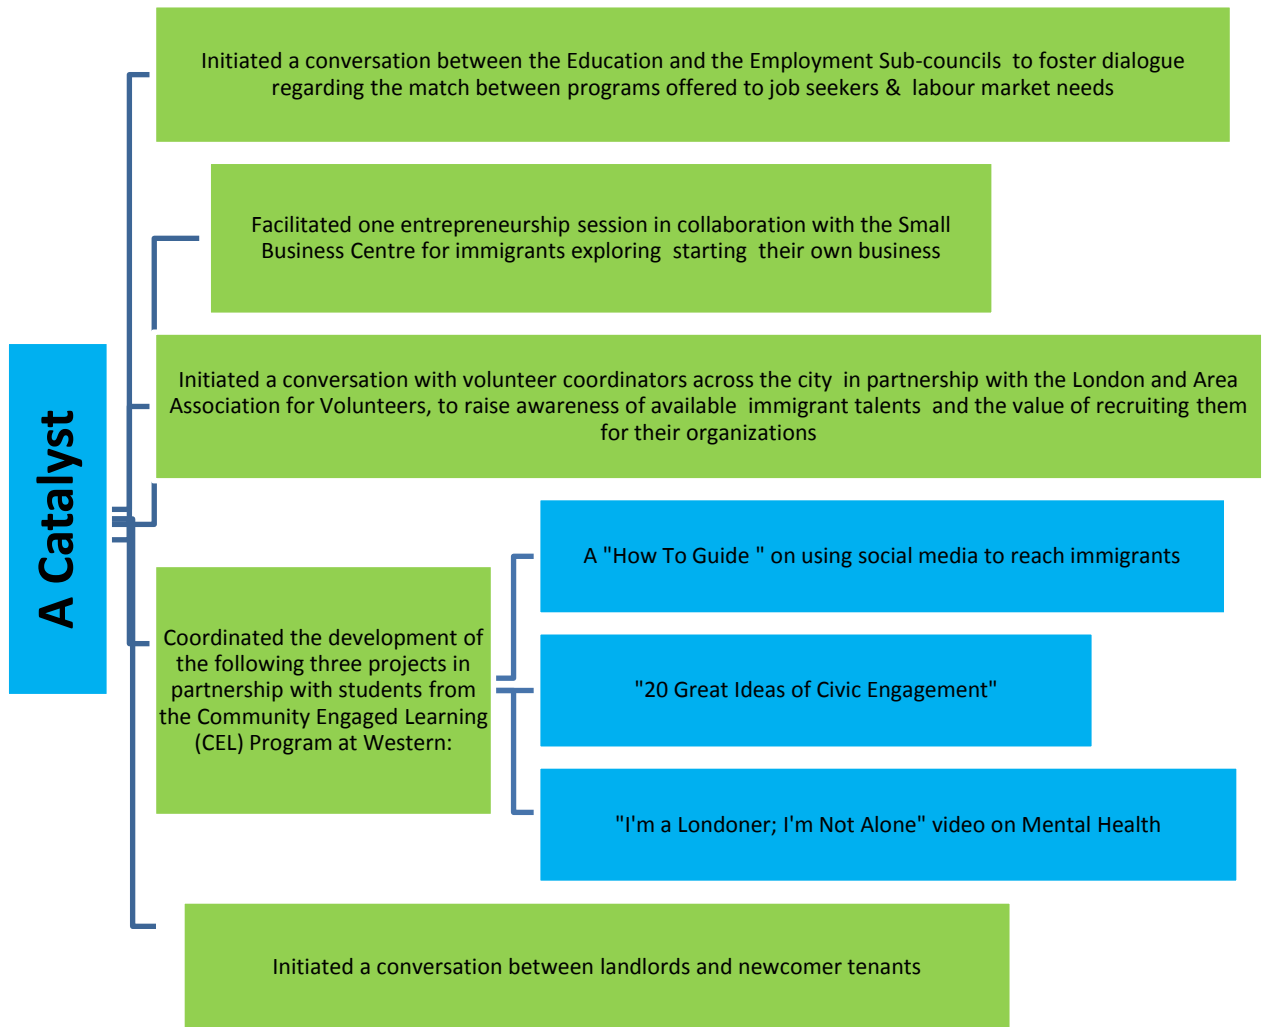 A Catalyst
Initiated a conversation between the Education and the Employment Sub-councils to foster dialogue
regarding the match between programs offered to job seekers & labour market needs
Facilitated one entrepreneurship session in collaboration with the Small
Business Centre for immigrants exploring starting their own business
Initiated a conversation with volunteer coordinators across the city in partnership with the London and Area
Association for Volunteers, to raise awareness of available immigrant talents and the value of recruiting them
for their organizations
Coordinated the development of
the following three projects in
partnership with students from
the Community Engaged Learning
(CEL) Program at Western:
A "How To Guide " on using social media to reach immigrants
"20 Great Ideas of Civic Engagement"
"I'm a Londoner; I'm Not Alone" video on Mental Health
Initiated a conversation between landlords and newcomer tenants